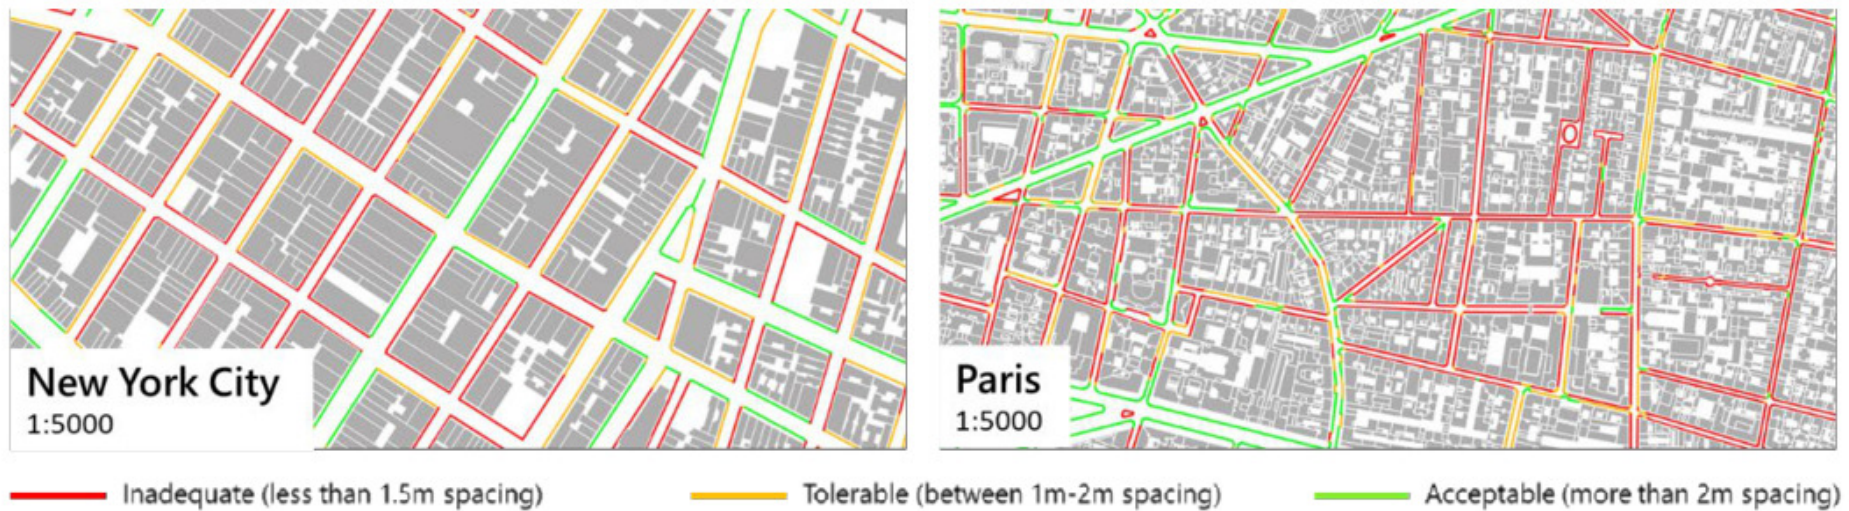 New York City
1:5000
Paris
1:5000
Inadequate (less than 1.5m spacing)
Tolerable (between 1m-2m spacing)
Acceptable (more than 2m spacing)